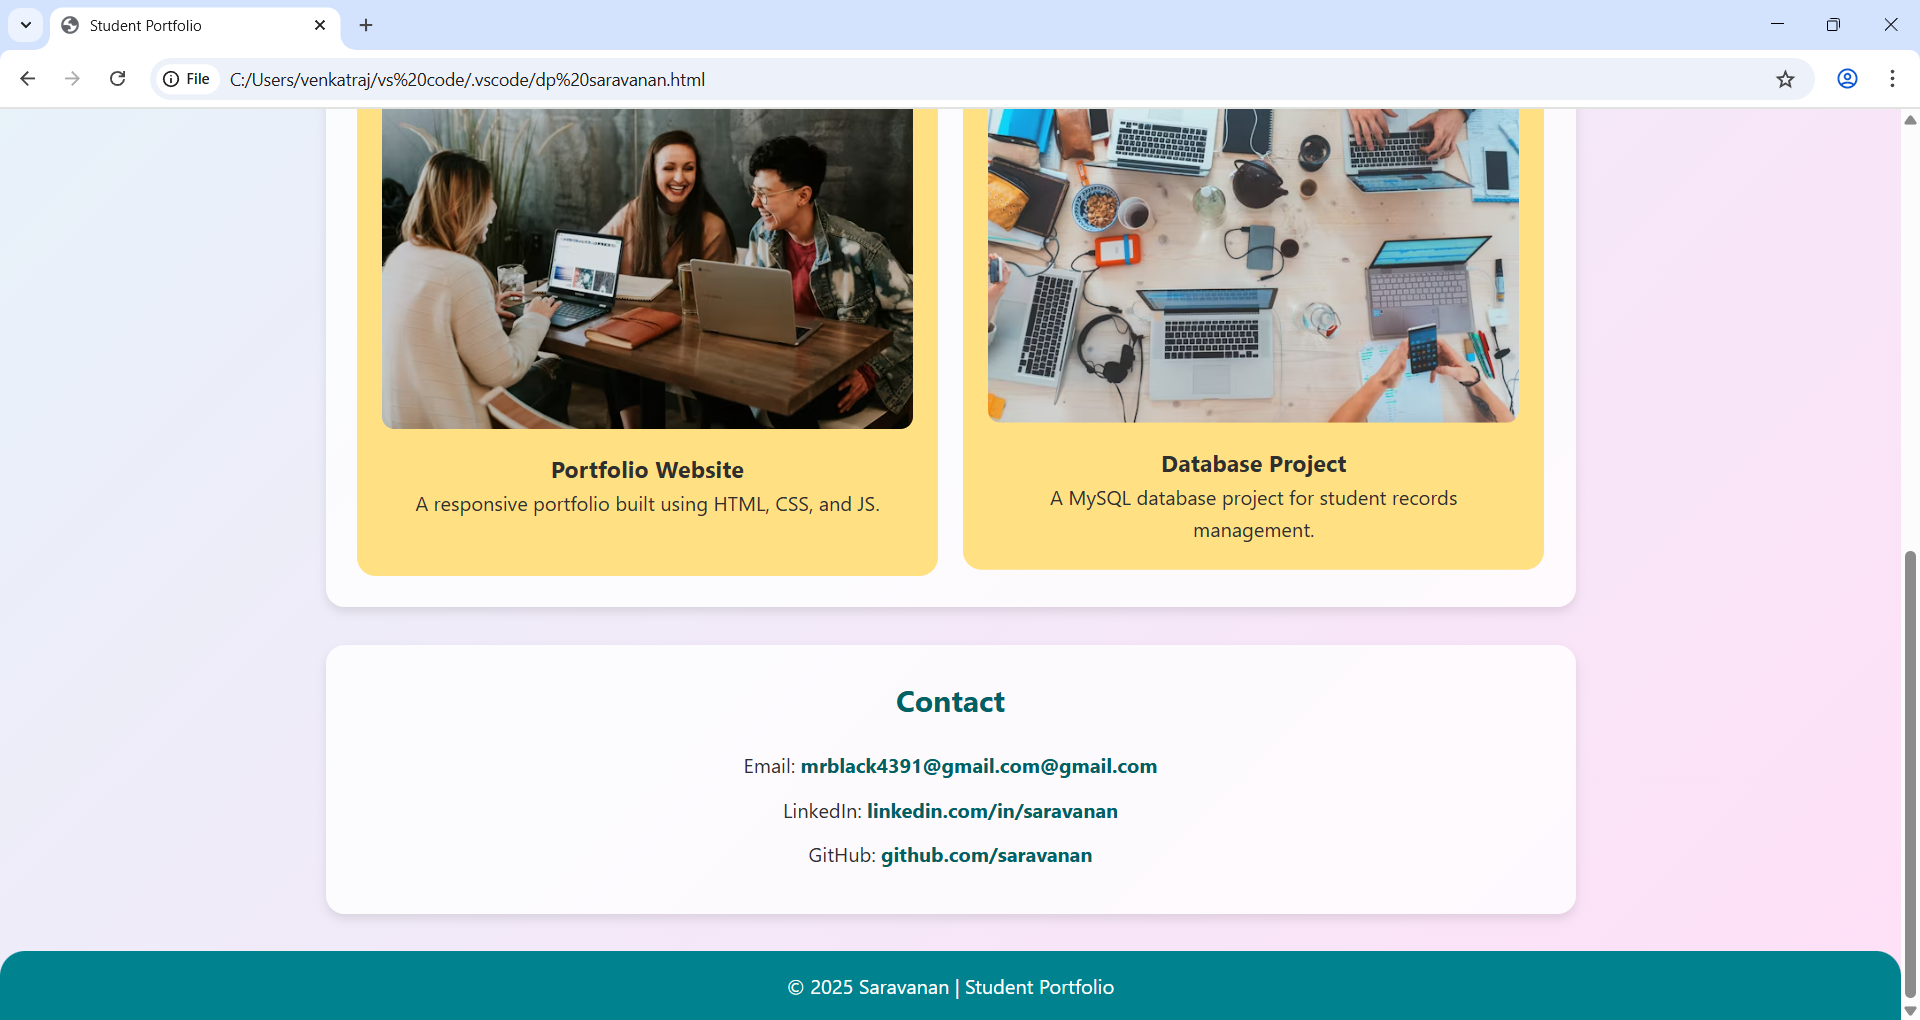 Student Portfolio
File
C:/Users/venkatraj/vs%20code/.vscode/dp%20saravanan.html
Portfolio Website
A responsive portfolio built using HTML, CSS, and JS.
Database Project
A MySQL database project for student records
management.
Contact
Email: mrblack4391@gmail.com@gmail.com
LinkedIn: linkedin.com/in/saravanan
GitHub: github.com/saravanan
© 2025 Saravanan | Student Portfolio